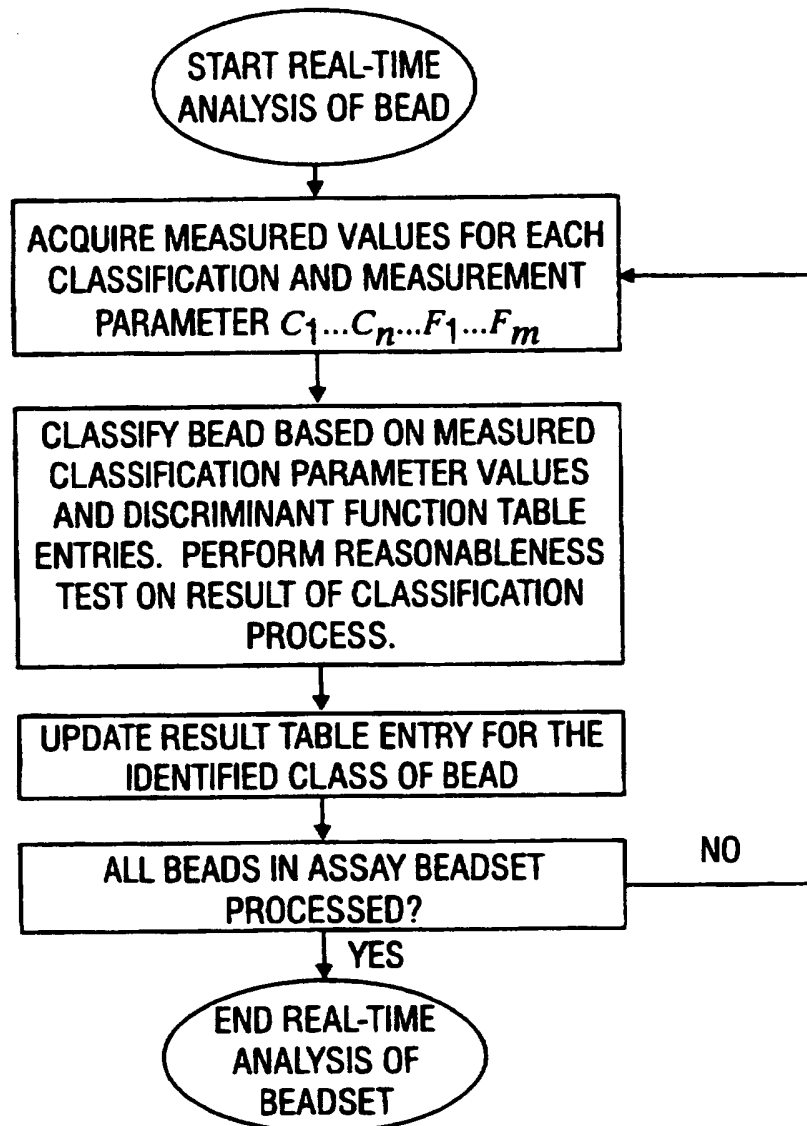 START REAL-TIME
ANALYSIS OF BEAD
ACQUIRE MEASURED VALUES FOR EACH
CLASSIFICATION AND MEASUREMENT
PARAMETER C1...Cn...F1...Fm
CLASSIFY BEAD BASED ON MEASURED
CLASSIFICATION PARAMETER VALUES
AND DISCRIMINANT FUNCTION TABLE
ENTRIES. PERFORM REASONABLENESS
TEST ON RESULT OF CLASSIFICATION
PROCESS.
UPDATE RESULT TABLE ENTRY FOR THE
IDENTIFIED CLASS OF BEAD
ALL BEADS IN ASSAY BEADSET
PROCESSED?
NO
YES
END REAL-TIME
ANALYSIS OF
BEADSET